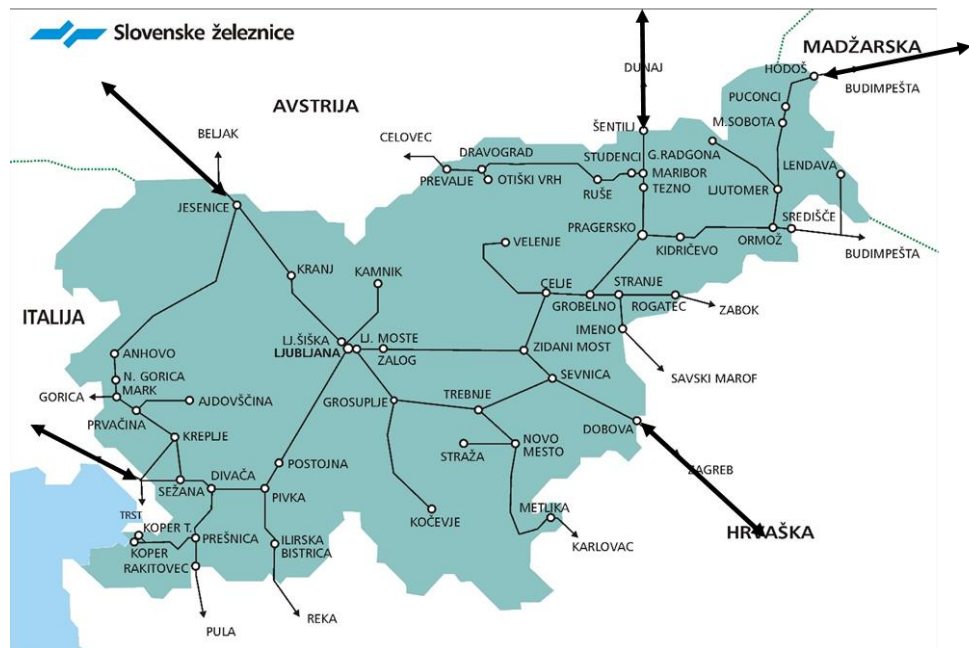 Slovenske železnice
MADŽARSKA
HODOŠ
DUNAJ
BUDIMPEŠTA
PUCONCI
AVSTRIJA
M.SOBOTA
BELJAK
ŠENTILJ
CELOVEC
DRAVOGRAD
STUDENCI
G.RADGONA
LENDAVA
PREVALJE
OTIŠKI VRH
MARIBOR
RUŠE
TEZNO
LJUTOMER
JESENICE
SREDIŠČE
PRAGERSKO
ORMOŽ
VELENJE
KIDRIČEVO
BUDIMPEŠTA
KRANJ
KAMNIK
CELJE
STRANJE
GROBELNO
ROGATEC
ZABOK
ITALIJA
IMENO
LJ.ŠIŠKA
LJ. MOSTE
LJUBLJANA
ZALOG
ZIDANI MOST
ANHOVO
SAVSKI MAROF
SEVNICA
N. GORICA
MARK
GORICA
AJDOVŠČINA
GROSUPLJE
TREBNJE
PRVAČINA
DOBOVA
KREPLJE
NOVO
MESTO
STRAŽA
POSTOJNA
ZAGREB
DIVAČA
SEŽANA
PIVKA
TRST
KOČEVJE
METLIKA
KOPER T.
HRVAŠKA
PREŠNICA
ILIRSKA
BISTRICA
KOPER
KARLOVAC
RAKITOVEC
REKA
PULA